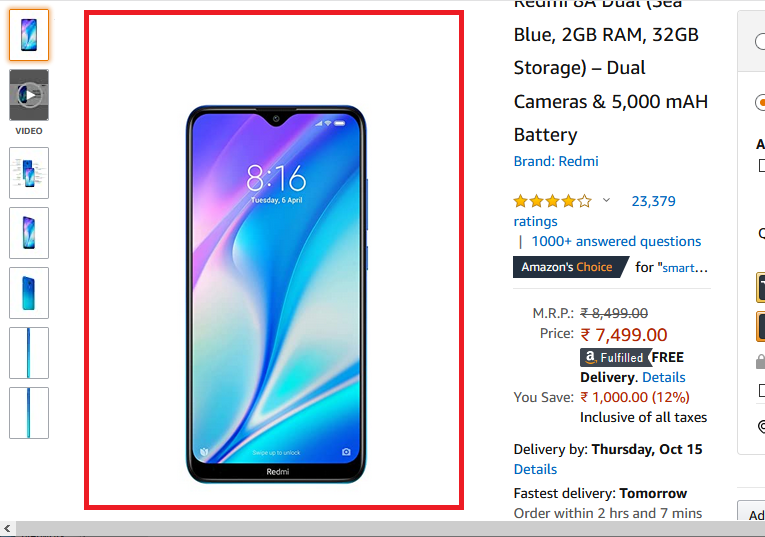 VIDEO
8:16
Tuesday, 6 April
Swipe up to unlock
Redmi
Redmi 8A Dual (Sea
Blue, 2GB RAM, 32GB
Storage) – Dual
Cameras & 5,000 mAH
Battery
Brand: Redmi
23,379
ratings
| 1000+ answered questions
Amazon's Choice for "smart...
M.R.P.: ₹ 8,499.00
Price: ₹ 7,499.00
a Fulfilled FREE
Delivery. Details
You Save: ₹ 1,000.00 (12%)
Inclusive of all taxes
Delivery by: Thursday, Oct 15
Details
Fastest delivery: Tomorrow
Order within 2 hrs and 7 mins
A
Q
Ad